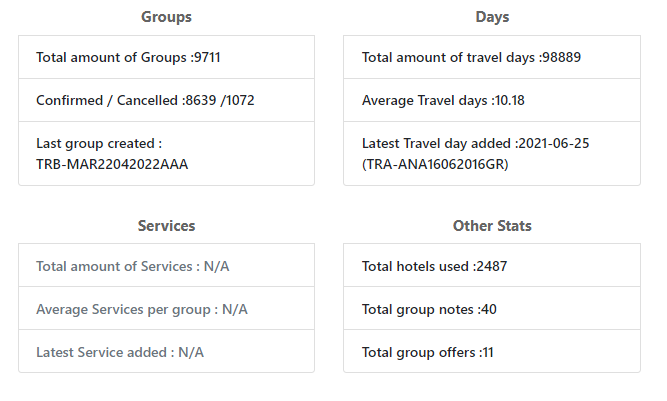 Groups
Total amount of Groups :9711
Confirmed / Cancelled :8639 /1072
Last group created :
TRB-MAR22042022AAA
Days
Total amount of travel days :98889
Average Travel days :10.18
Latest Travel day added :2021-06-25
(TRA-ANA16062016GR)
Services
Total amount of Services : N/A
Average Services per group : N/A
Latest Service added : N/A
Other Stats
Total hotels used :2487
Total group notes :40
Total group offers :11